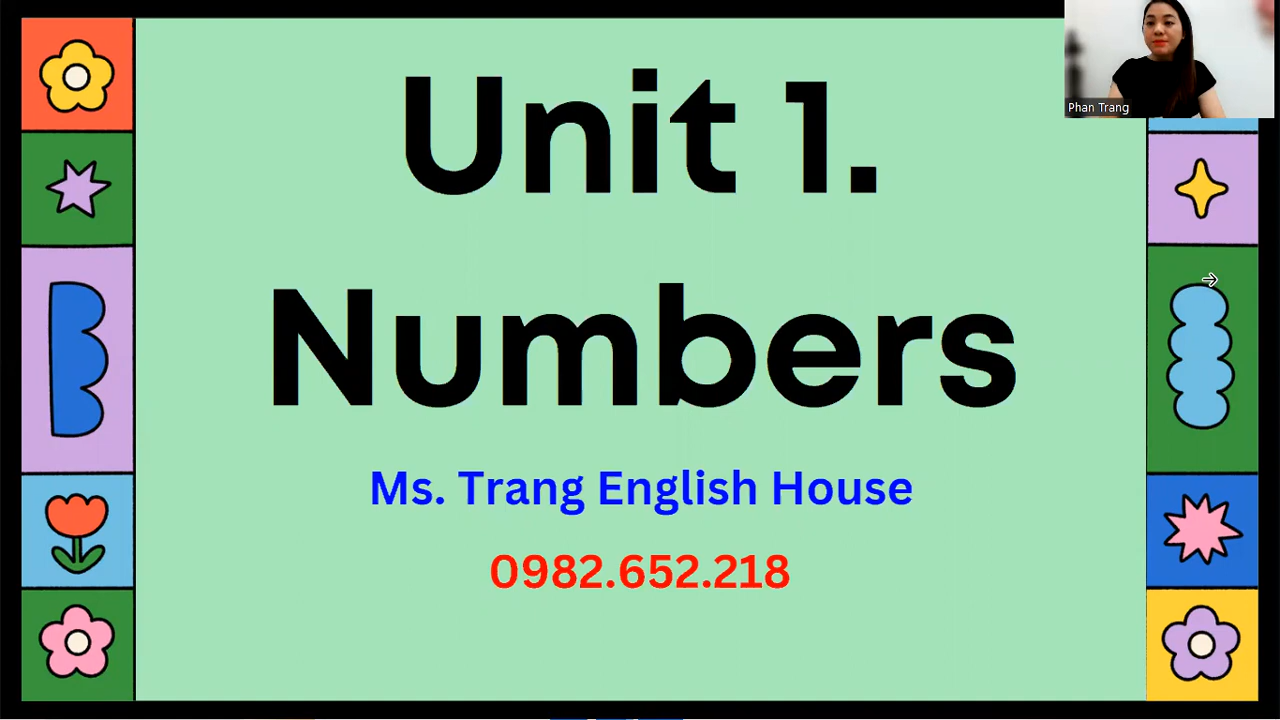 Unit 1.
Numbers
Ms. Trang English House
0982.652.218
Phan Trang